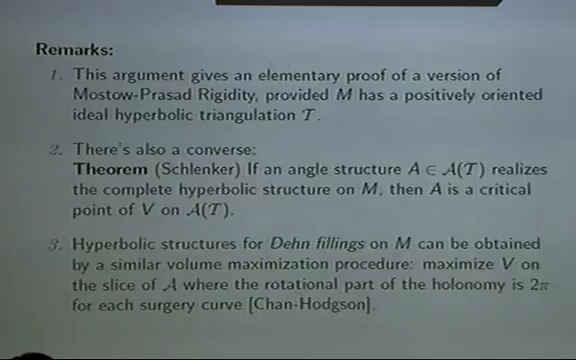 Remarks:
1. This argument gives an elementary proof of a version of
Mostow-Prasad Rigidity, provided M has a positively oriented
ideal hyperbolic triangulation T.
2. There's also a converse:
Theorem (Schlenker) If an angle structure A ∈ A(T) realizes
the complete hyperbolic structure on M, then A is a critical
point of V on A(T).
3. Hyperbolic structures for Dehn fillings on M can be obtained
by a similar volume maximization procedure: maximize V on
the slice of A where the rotational part of the holonomy is 2π
for each surgery curve [Chan-Hodgson].